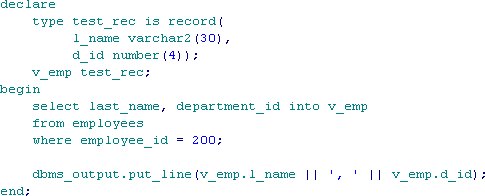 declare
type test_rec is record(
l_name varchar2(30),
d_id number(4));
v_emp test_rec;
begin
select last_name, department_id into v_emp
from employees
where employee_id = 200;
dbms_output.put_line(v_emp.l_name || ', ' || v_emp.d_id);
end;